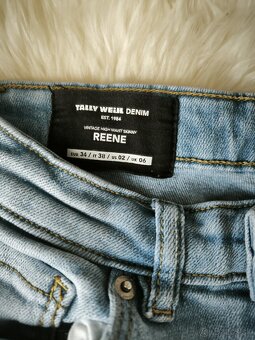 TALLY WEiJL DENIM
EST. 1984
VINTAGE HIGH WAIST SKINNY
REENE
EUR 34 / IT 38 / US 02 / UK 06